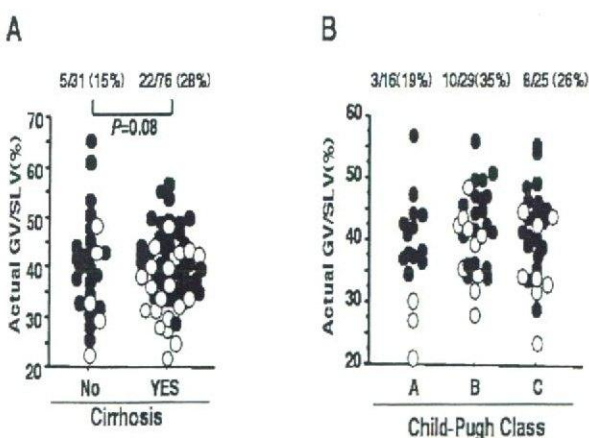 A
5/31 (15%) 22/76 (28%)
P=0.08
Actual GV/SLV(%)
70
60
50
40
30
20
No YES
Cirrhosis
B
3/16(19%) 10/29(35%) 8/25 (26%)
Actual GV/SLV(%)
60
50
40
30
20
A B C
Child-Pugh Class